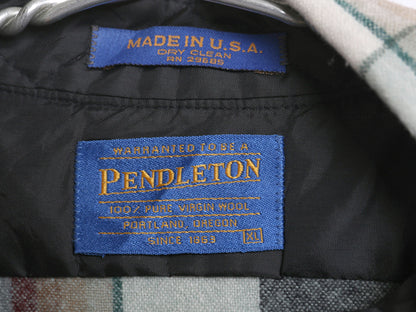 MADE IN U.S.A.
DRY CLEAN
RN 29685
WARRANTED TO BE A
PENDLETON
100% PURE VIRGIN WOOL
PORTLAND, OREGON
SINCE 1863 XL